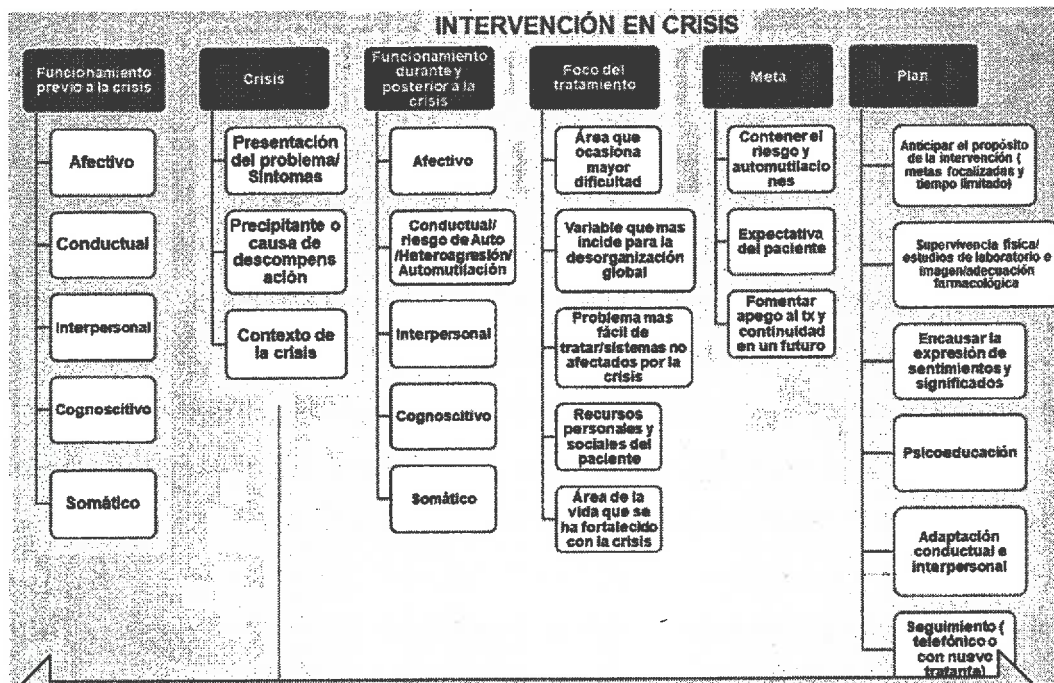 INTERVENCIÓN EN CRISIS
Funcionamiento
previo a la crisis
Afectivo
Conductual
Interpersonal
Cognoscitivo
Somático
Crisis
Presentación
del problema/
Síntomas
Precipitante o
causa de
descompens
ación
Contexto de
la crisis
Funcionamiento
durante y
posterior a la
crisis
Afectivo
Conductual/
riesgo de Auto
/Heteroagresión/
Automutilación
Interpersonal
Cognoscitivo
Somático
Foco del
tratamiento
Área que
ocasiona
mayor
dificultad
Variable que mas
incide para la
desorganización
global
Problema mas
fácil de
tratar/sistemas no
afectados por la
crisis
Recursos
personales y
sociales del
paciente
Área de la
vida que se
ha fortalecido
con la crisis
Meta
Contener el
riesgo y
automutilacio
nes
Expectativa
del paciente
Fomentar
apego al tx y
continuidad
en un futuro
Plan
Anticipar el propósito
de la intervención (
metas focalizadas y
tiempo limitado)
Supervivencia física/
estudios de laboratorio e
imagen/adecuación
farmacológica
Encausar la
expresión de
sentimientos y
significados
Psicoeducación
Adaptación
conductual e
interpersonal
Seguimiento (
telefónico o
con nuevo
tratante)